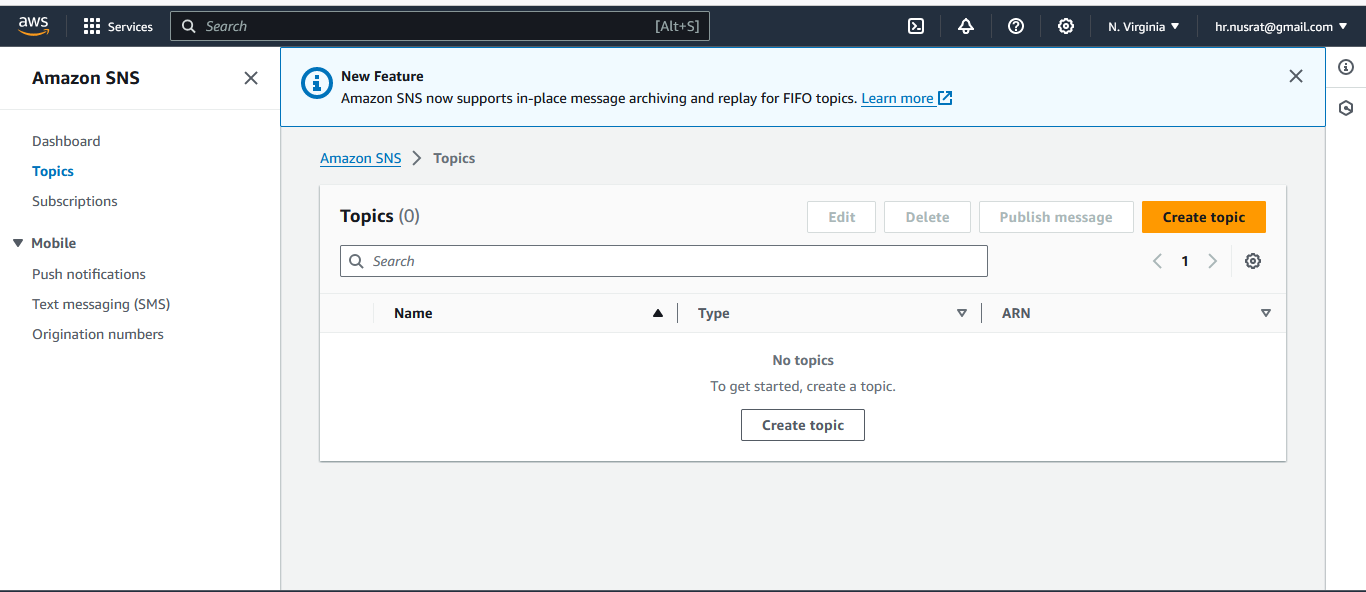 aws Services Search [Alt+S] N. Virginia hr.nusrat@gmail.com
Amazon SNS
New Feature
Amazon SNS now supports in-place message archiving and replay for FIFO topics. Learn more
Dashboard
Topics
Subscriptions
Mobile
Push notifications
Text messaging (SMS)
Origination numbers
Amazon SNS Topics
Topics (0) Edit Delete Publish message Create topic
Search 1
Name Type ARN
No topics
To get started, create a topic.
Create topic